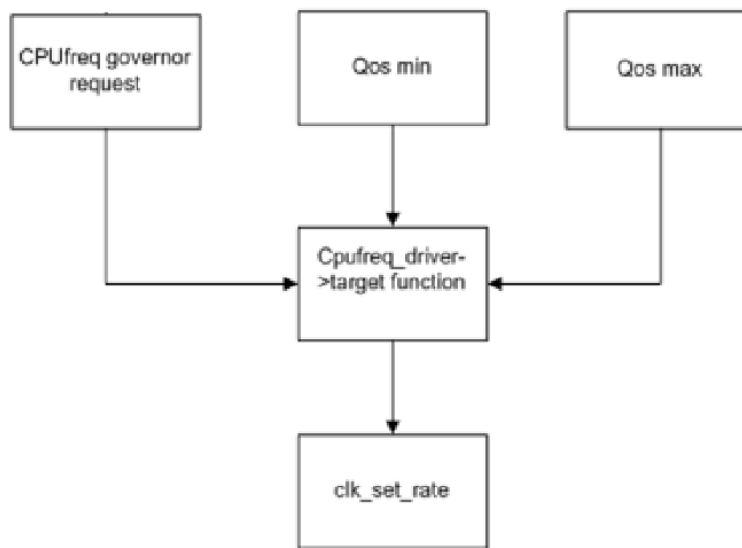 CPUfreq governor
request
Qos min
Qos max
Cpufreq_driver-
>target function
clk_set_rate